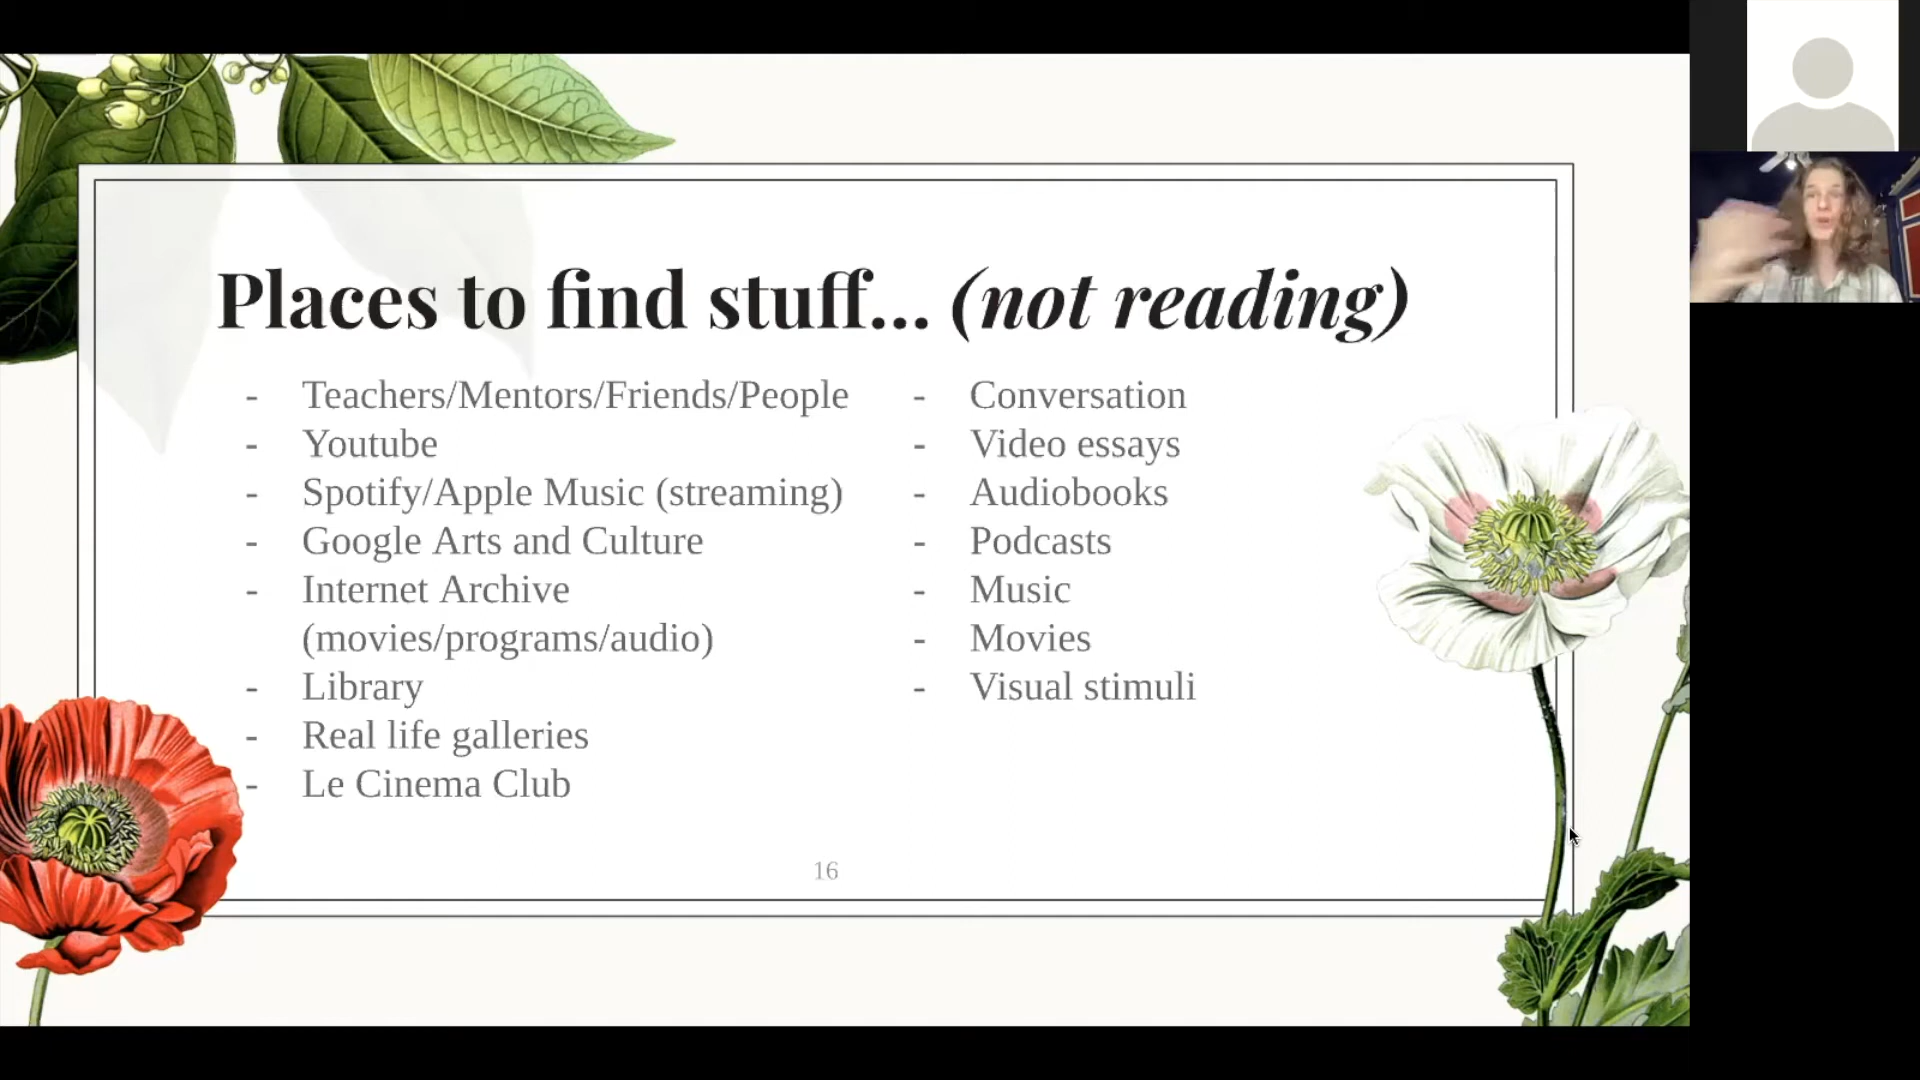 Places to find stuff... (not reading)
- Teachers/Mentors/Friends/People
- Youtube
- Spotify/Apple Music (streaming)
- Google Arts and Culture
- Internet Archive
(movies/programs/audio)
- Library
- Real life galleries
- Le Cinema Club
- Conversation
- Video essays
- Audiobooks
- Podcasts
- Music
- Movies
- Visual stimuli
16